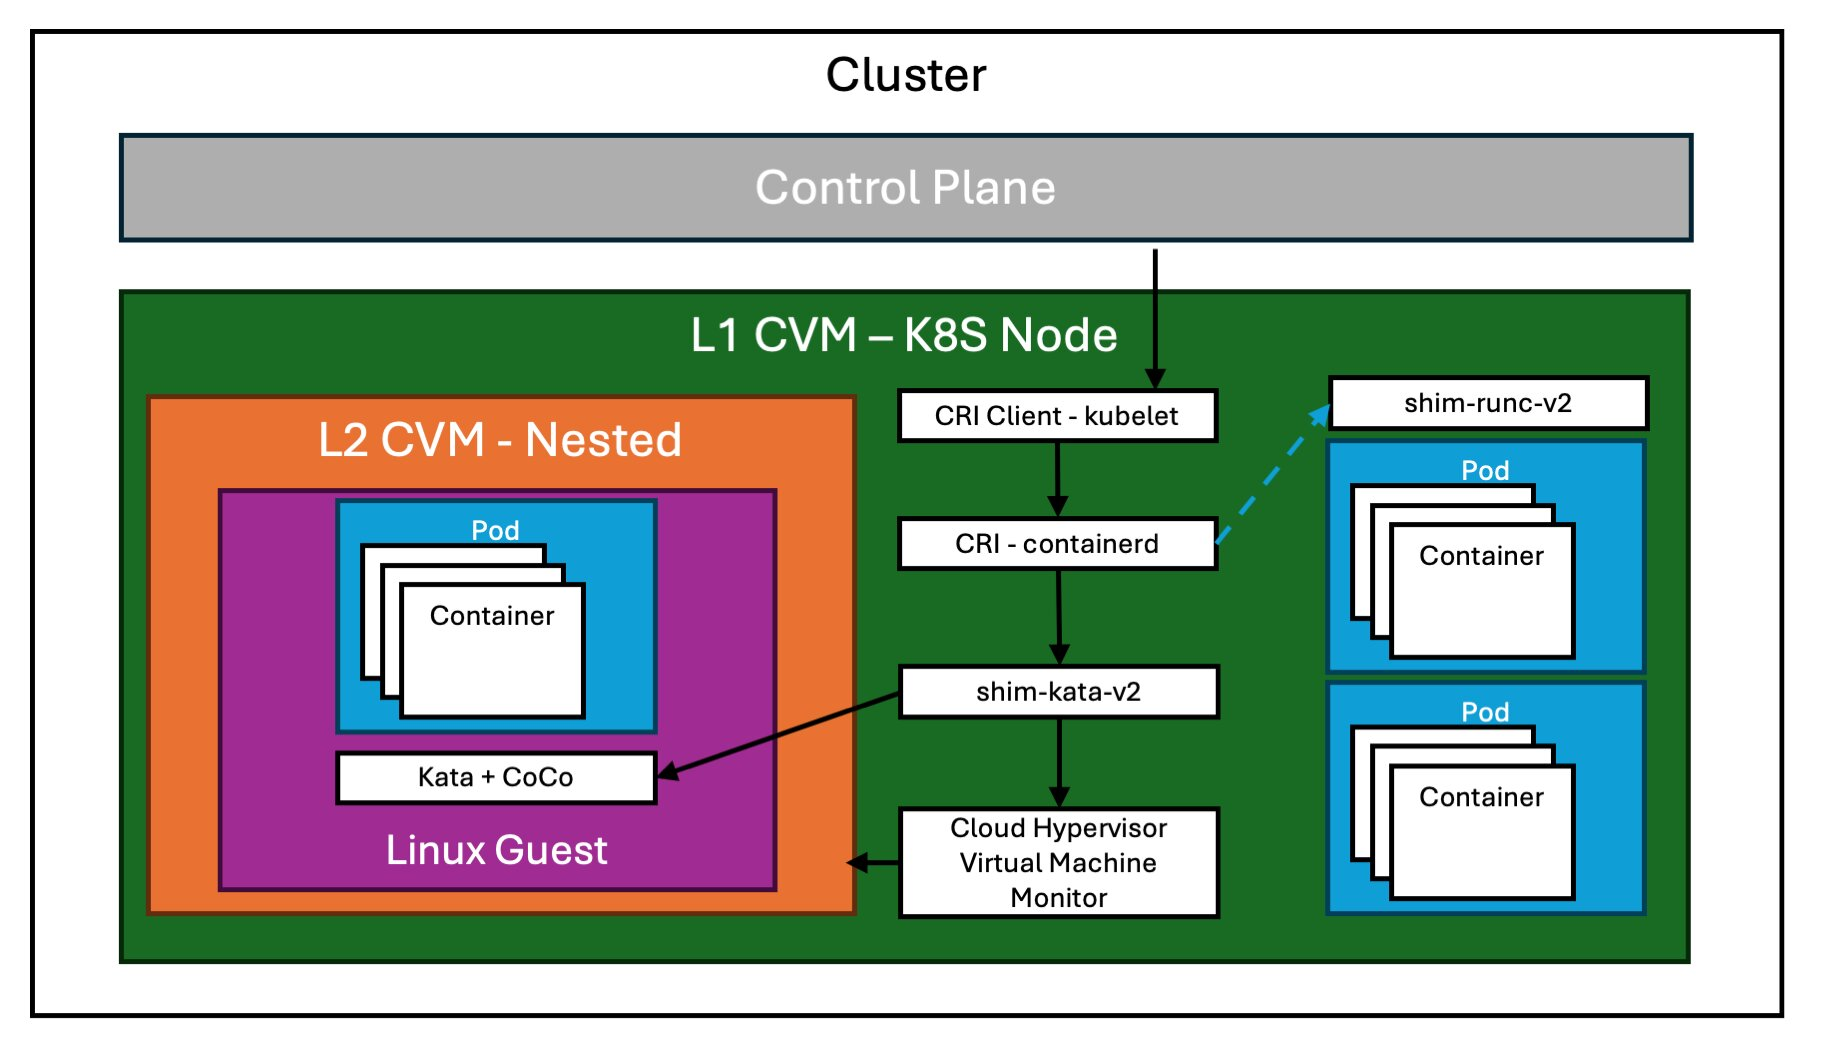 Cluster
Control Plane
L1 CVM – K8S Node
L2 CVM - Nested
Pod
Container
Kata + CoCo
Linux Guest
CRI Client - kubelet
CRI - containerd
shim-kata-v2
Cloud Hypervisor
Virtual Machine
Monitor
shim-runc-v2
Pod
Container
Pod
Container